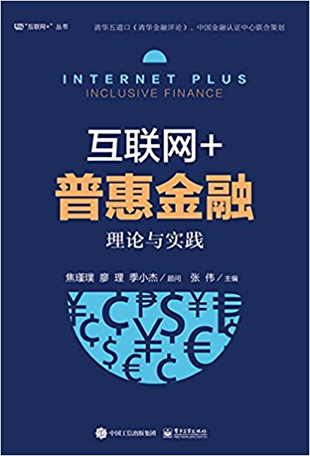 "互联网+"丛书
清华五道口《清华金融评论》、中国金融认证中心联合策划
INTERNET PLUS
INCLUSIVE FINANCE
互联网+
普惠金融
理论与实践
焦瑾璞 廖 理 季小杰/顾问 张 伟/主编
中国工信出版集团 电子工业出版社